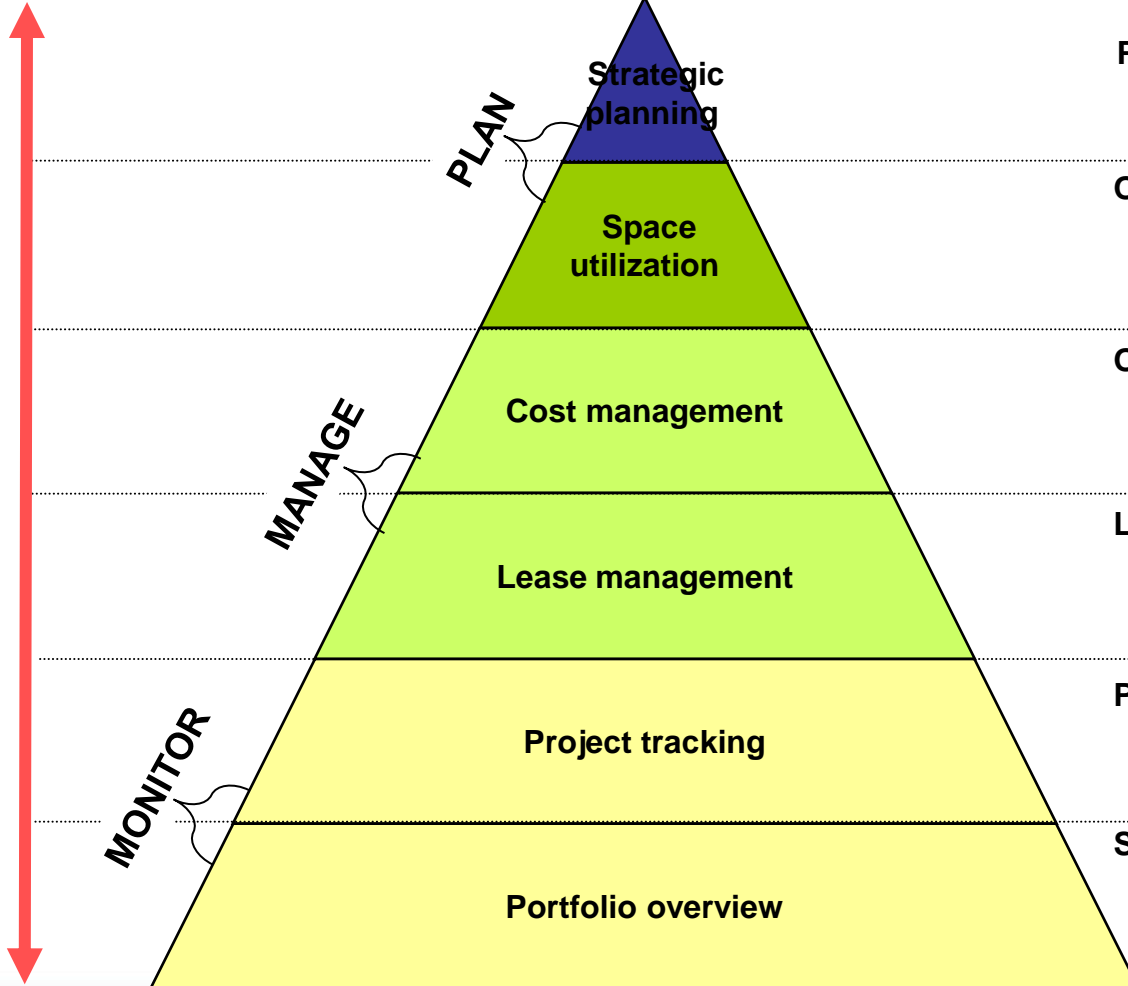 Strategic
planning
PLAN
Space
utilization
Cost management
MANAGE
Lease management
Project tracking
MONITOR
Portfolio overview